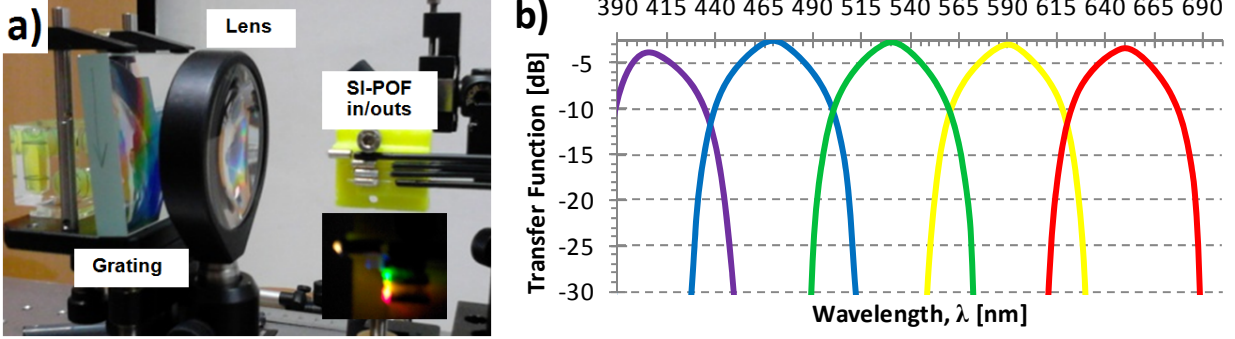 a)
Lens
SI-POF
in/outs
Grating
b)
390 415 440 465 490 515 540 565 590 615 640 665 690
Transfer Function [dB]
-5
-10
-15
-20
-25
-30
Wavelength, λ [nm]